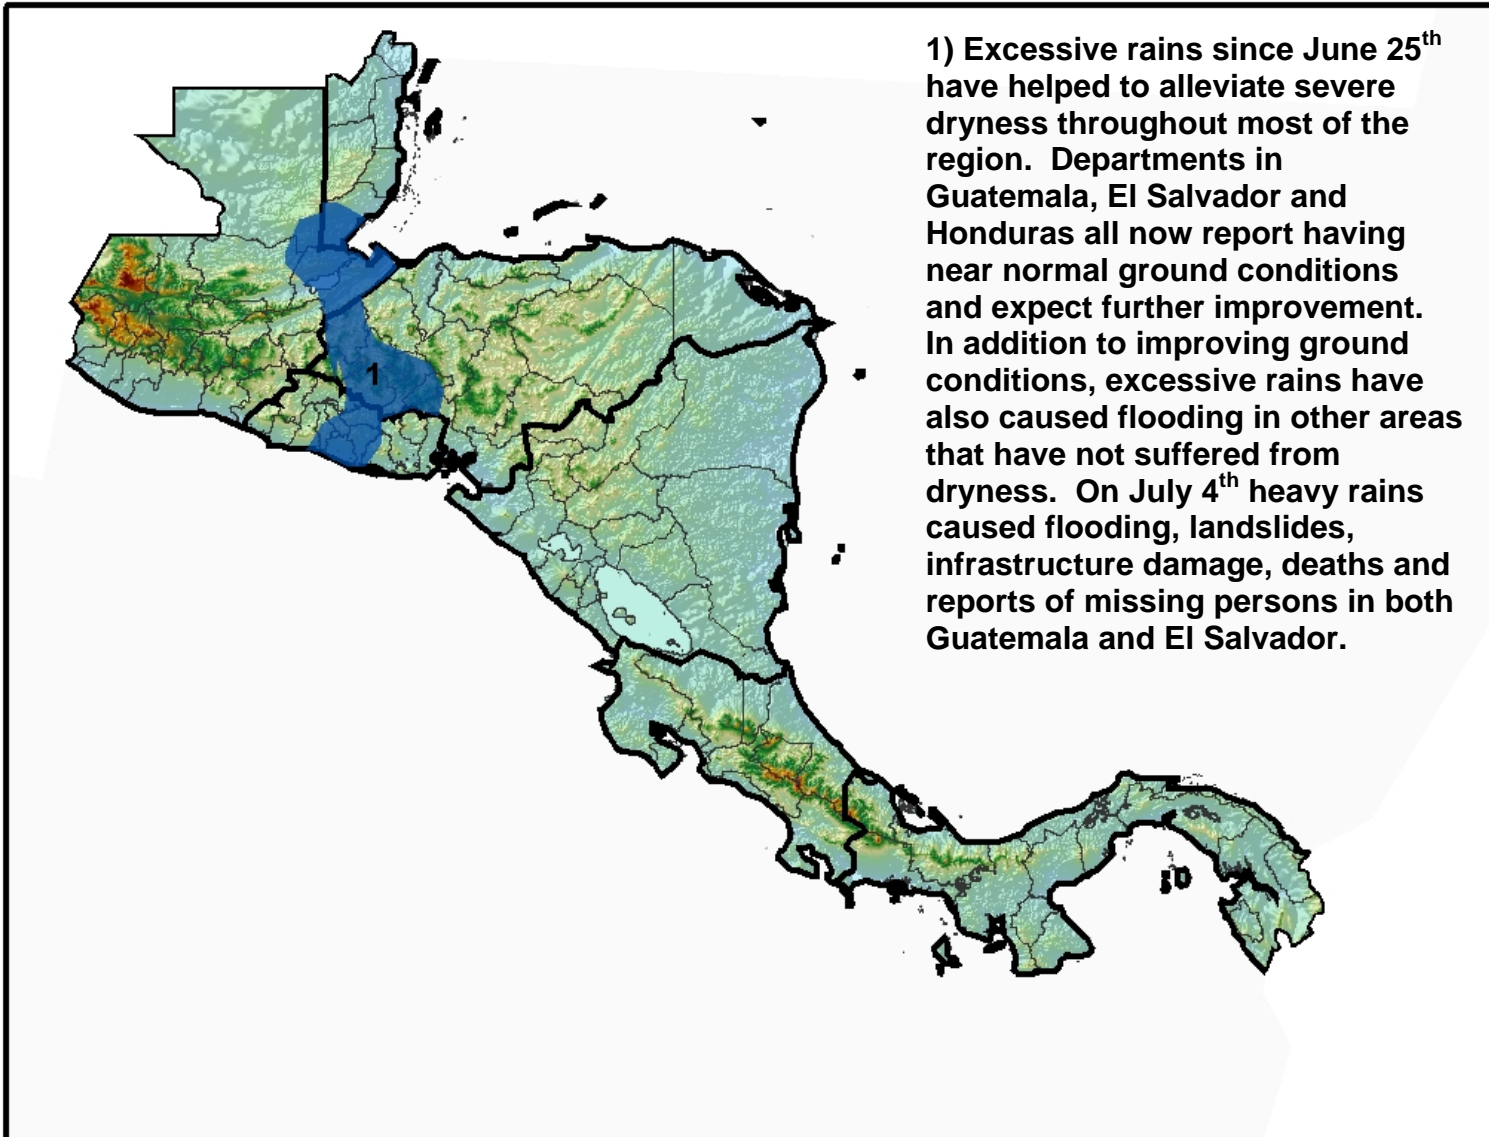 1) Excessive rains since June 25th
have helped to alleviate severe
dryness throughout most of the
region.  Departments in
Guatemala, El Salvador and
Honduras all now report having
near normal ground conditions
and expect further improvement.
In addition to improving ground
conditions, excessive rains have
also caused flooding in other areas
that have not suffered from
dryness.  On July 4th heavy rains
caused flooding, landslides,
infrastructure damage, deaths and
reports of missing persons in both
Guatemala and El Salvador.
1